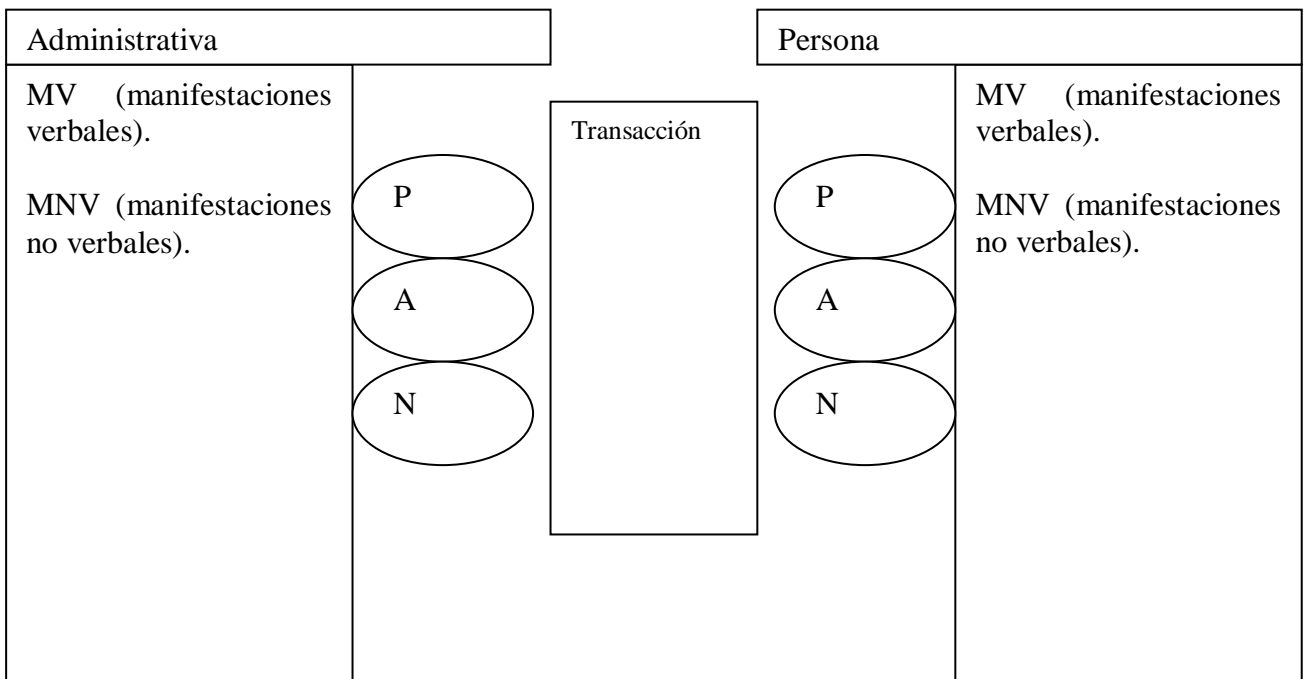 Administrativa
MV (manifestaciones
verbales).
MNV (manifestaciones
no verbales).
P
A
N
Transacción
P
A
N
Persona
MV (manifestaciones
verbales).
MNV (manifestaciones
no verbales).